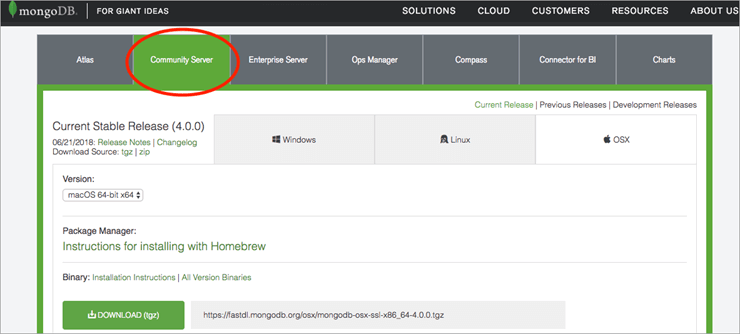 mongoDB. FOR GIANT IDEAS SOLUTIONS CLOUD CUSTOMERS RESOURCES ABOUT US
Atlas Community Server Enterprise Server Ops Manager Compass Connector for BI Charts
Current Release | Previous Releases | Development Releases
Current Stable Release (4.0.0)
06/21/2018: Release Notes | Changelog
Download Source: tgz | zip
Windows Linux OSX
Version:
macOS 64-bit x64
Package Manager:
Instructions for installing with Homebrew
Binary: Installation Instructions | All Version Binaries
DOWNLOAD (tgz) https://fastdl.mongodb.org/osx/mongodb-osx-ssl-x86_64-4.0.0.tgz